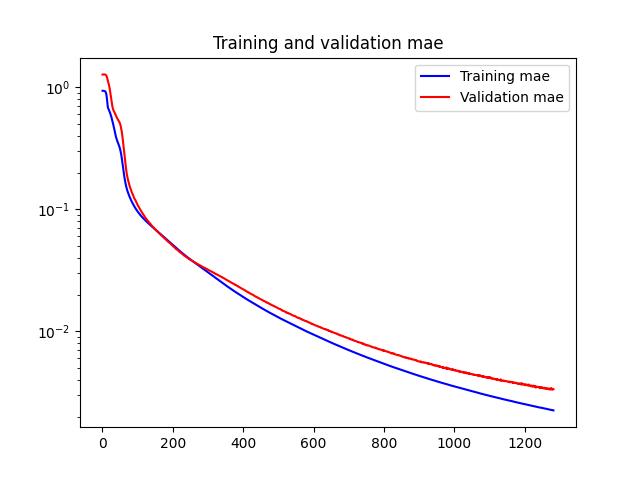 Training and validation mae
Training mae
Validation mae
10⁰
10⁻¹
10⁻²
0 200 400 600 800 1000 1200